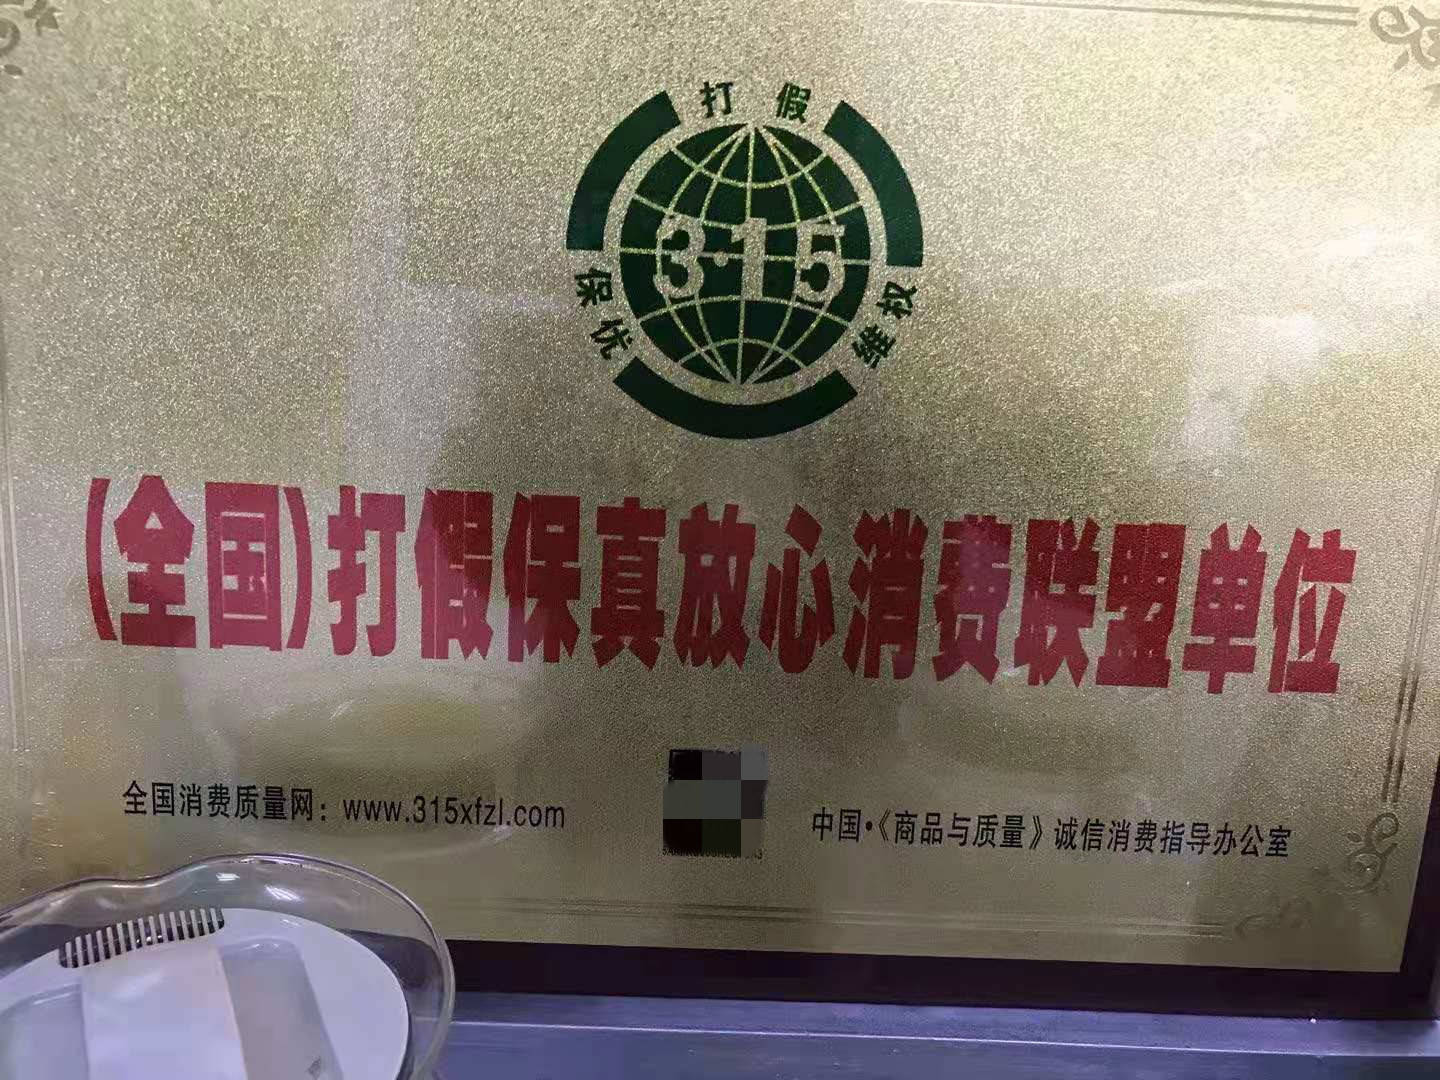 打假
保优
维权
3·15
(全国)打假保真放心消费联盟单位
全国消费质量网：www.315xfzl.com
中国·《商品与质量》诚信消费指导办公室